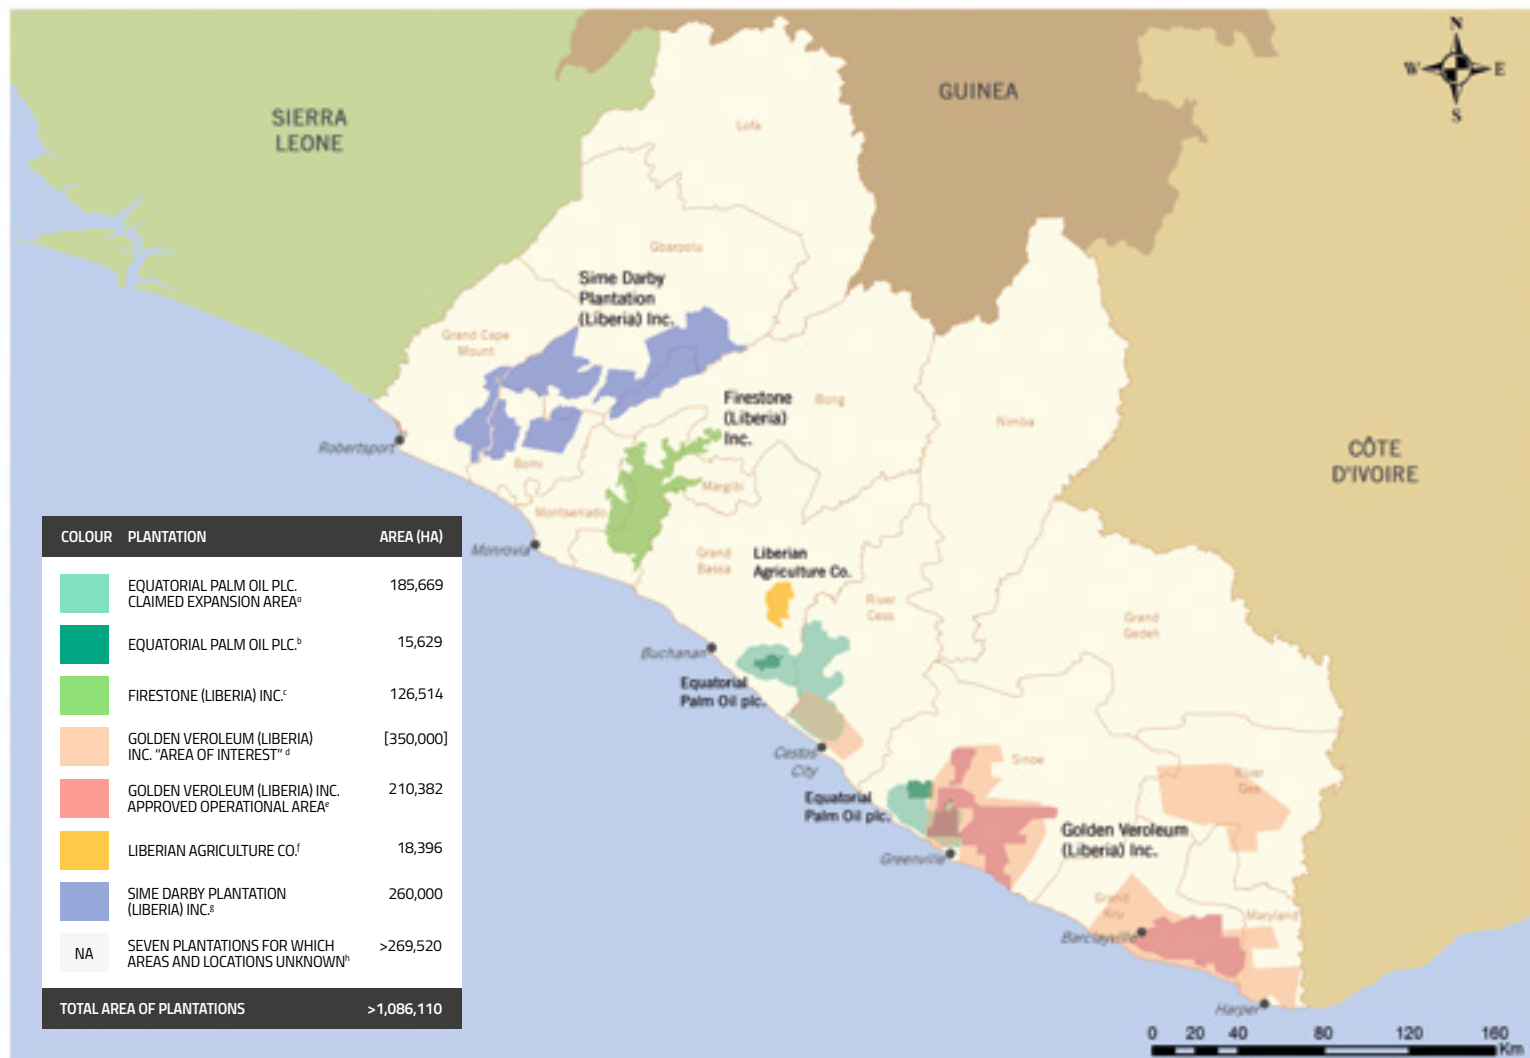 N
W E
S
SIERRA
LEONE
GUINEA
CÔTE
D'IVOIRE
Lofa
Gbarpolu
Sime Darby
Plantation
(Liberia) Inc.
Grand Cape
Mount
Firestone
(Liberia)
Inc.
Bong
Nimba
Robertsport
Bomi
Margibi
Montserrado
Monrovia
Grand
Bassa
Liberian
Agriculture Co.
River
Cess
Grand
Gedeh
Buchanan
Equatorial
Palm Oil plc.
Cestos
City
Sinoe
River
Gee
Equatorial
Palm Oil plc.
Golden Veroleum
(Liberia) Inc.
Greenville
Grand
Kru
Maryland
Barclayville
Harper
0 20 40 80 120 160
Km
COLOUR PLANTATION AREA (HA)
EQUATORIAL PALM OIL PLC. 185,669
CLAIMED EXPANSION AREAᵃ
EQUATORIAL PALM OIL PLC.ᵇ 15,629
FIRESTONE (LIBERIA) INC.ᶜ 126,514
GOLDEN VEROLEUM (LIBERIA) [350,000]
INC. “AREA OF INTEREST” ᵈ
GOLDEN VEROLEUM (LIBERIA) INC. 210,382
APPROVED OPERATIONAL AREAᵉ
LIBERIAN AGRICULTURE CO.ᶠ 18,396
SIME DARBY PLANTATION 260,000
(LIBERIA) INC.ᵍ
NA SEVEN PLANTATIONS FOR WHICH >269,520
AREAS AND LOCATIONS UNKNOWNʰ
TOTAL AREA OF PLANTATIONS >1,086,110